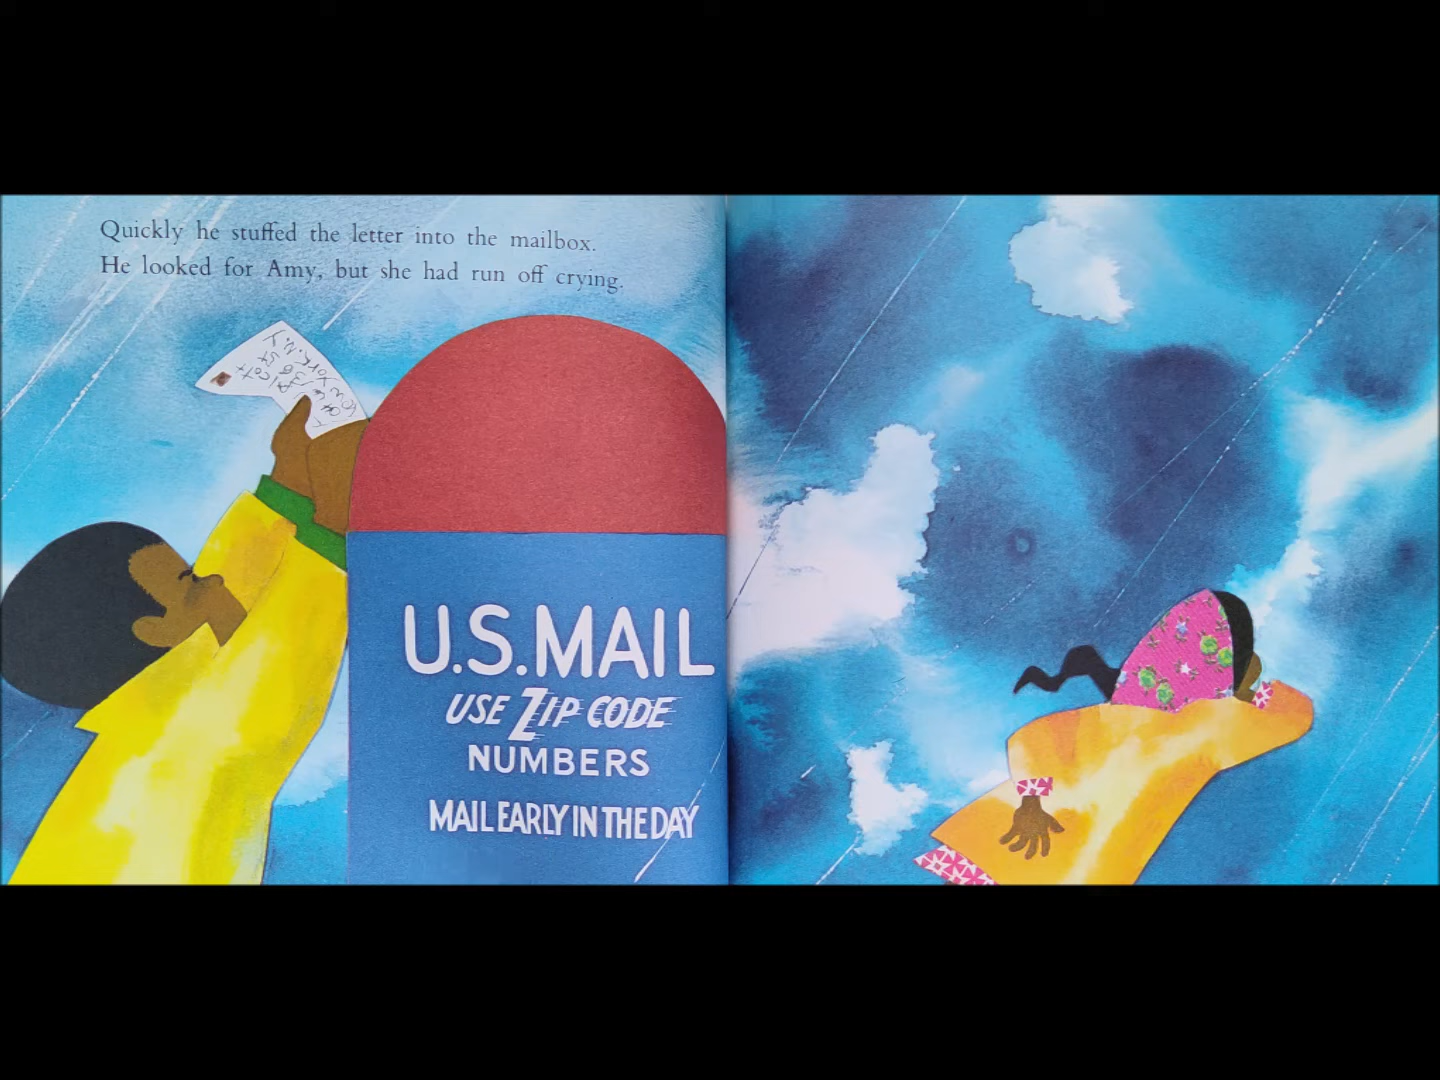 Quickly he stuffed the letter into the mailbox.
He looked for Amy, but she had run off crying.
U.S.MAIL
USE ZIP CODE
NUMBERS
MAIL EARLY IN THE DAY